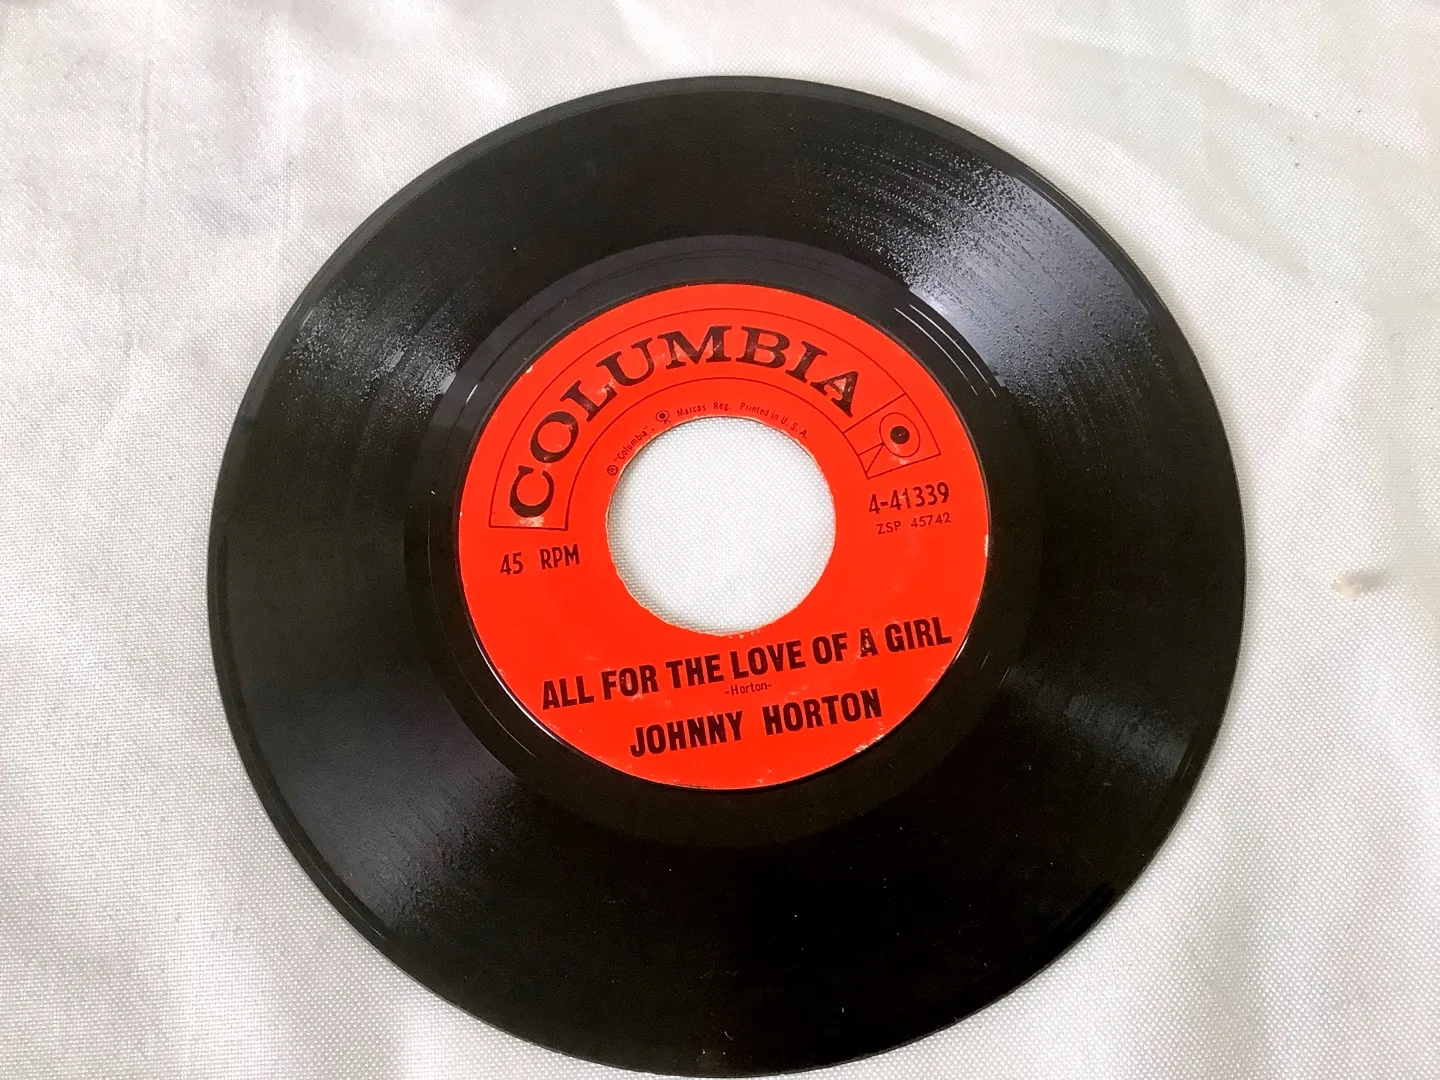 COLUMBIA
Ⓟ "Columbia", Marcas Reg. Printed in U. S. A.
4-41339
ZSP 45742
45 RPM
ALL FOR THE LOVE OF A GIRL
-Horton-
JOHNNY HORTON